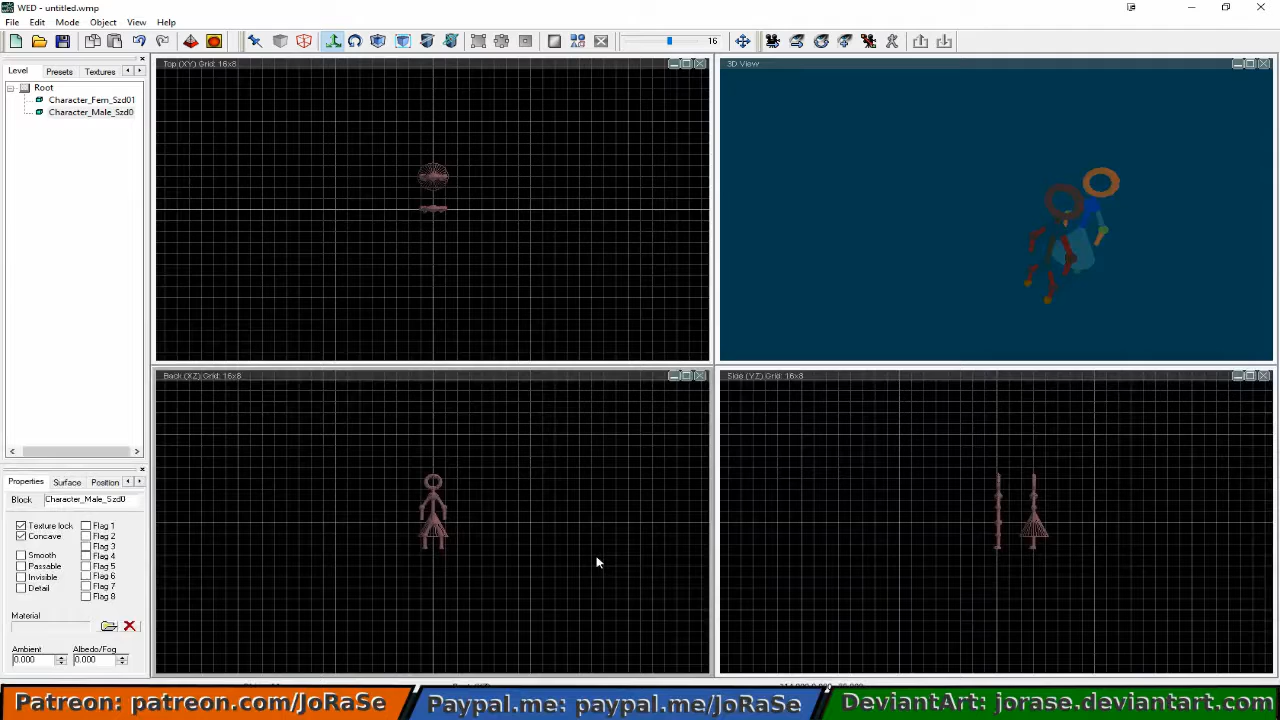 WED - untitled.wmp
File Edit Mode Object View Help
16
Level Presets Textures
Root
Character_Fem_Szd01
Character_Male_Szd0
Top (XY) Grid: 16x8
3D View
Back (XZ) Grid: 16x8
Side (YZ) Grid: 16x8
Properties Surface Position
Block Character_Male_Szd0
Texture lock Flag 1
Concave Flag 2
Flag 3
Smooth Flag 4
Passable Flag 5
Invisible Flag 6
Detail Flag 7
Flag 8
Material
Ambient Albedo/Fog
0.000 0.000
Patreon: patreon.com/JoRaSe
Paypal.me: paypal.me/JoRaSe
DeviantArt: jorase.deviantart.com